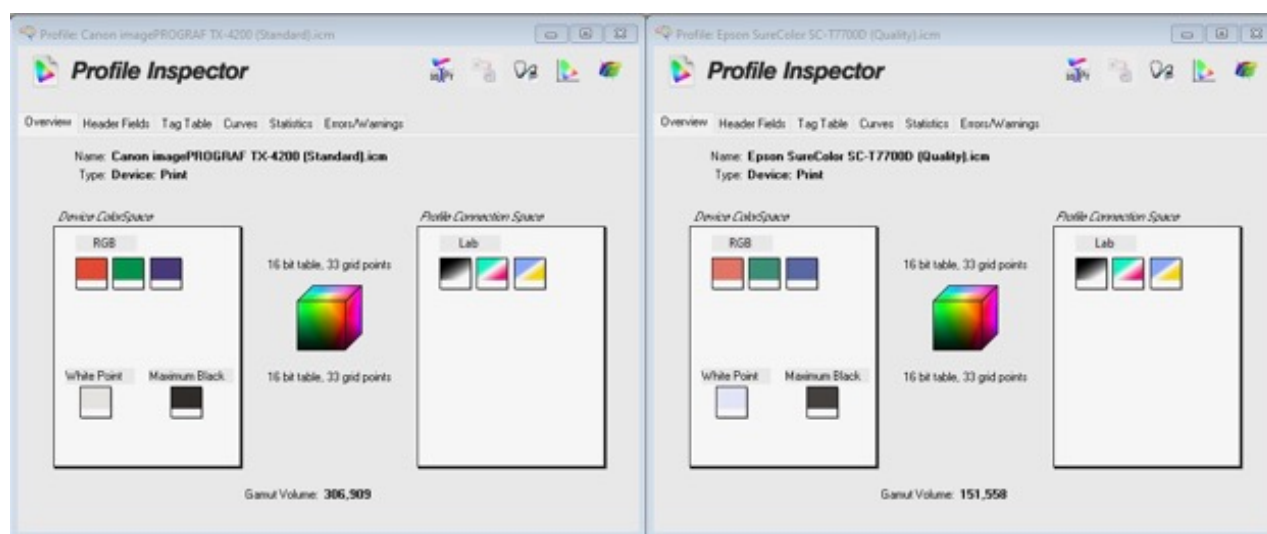 Profile: Canon imagePROGRAF TX-4200 (Standard).icm
Profile Inspector
Overview Header Fields Tag Table Curves Statistics Errors/Warnings
Name: Canon imagePROGRAF TX-4200 (Standard).icm
Type: Device: Print
Device ColorSpace
Profile Connection Space
RGB
Lab
16 bit table, 33 grid points
White Point
Maximum Black
16 bit table, 33 grid points
Gamut Volume: 306,909
Profile: Epson SureColor SC-T7700D (Quality).icm
Profile Inspector
Overview Header Fields Tag Table Curves Statistics Errors/Warnings
Name: Epson SureColor SC-T7700D (Quality).icm
Type: Device: Print
Device ColorSpace
Profile Connection Space
RGB
Lab
16 bit table, 33 grid points
White Point
Maximum Black
16 bit table, 33 grid points
Gamut Volume: 151,558